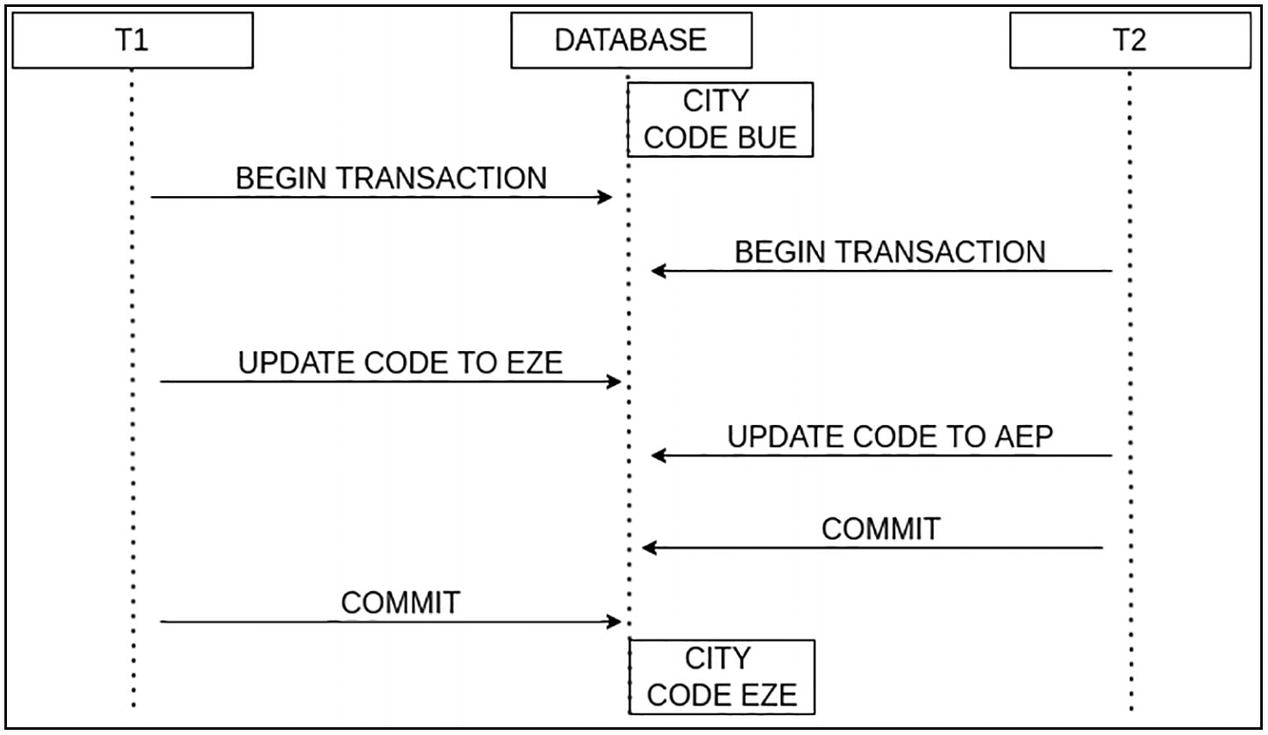 T1
DATABASE
T2
CITY
CODE BUE
BEGIN TRANSACTION
BEGIN TRANSACTION
UPDATE CODE TO EZE
UPDATE CODE TO AEP
COMMIT
COMMIT
CITY
CODE EZE